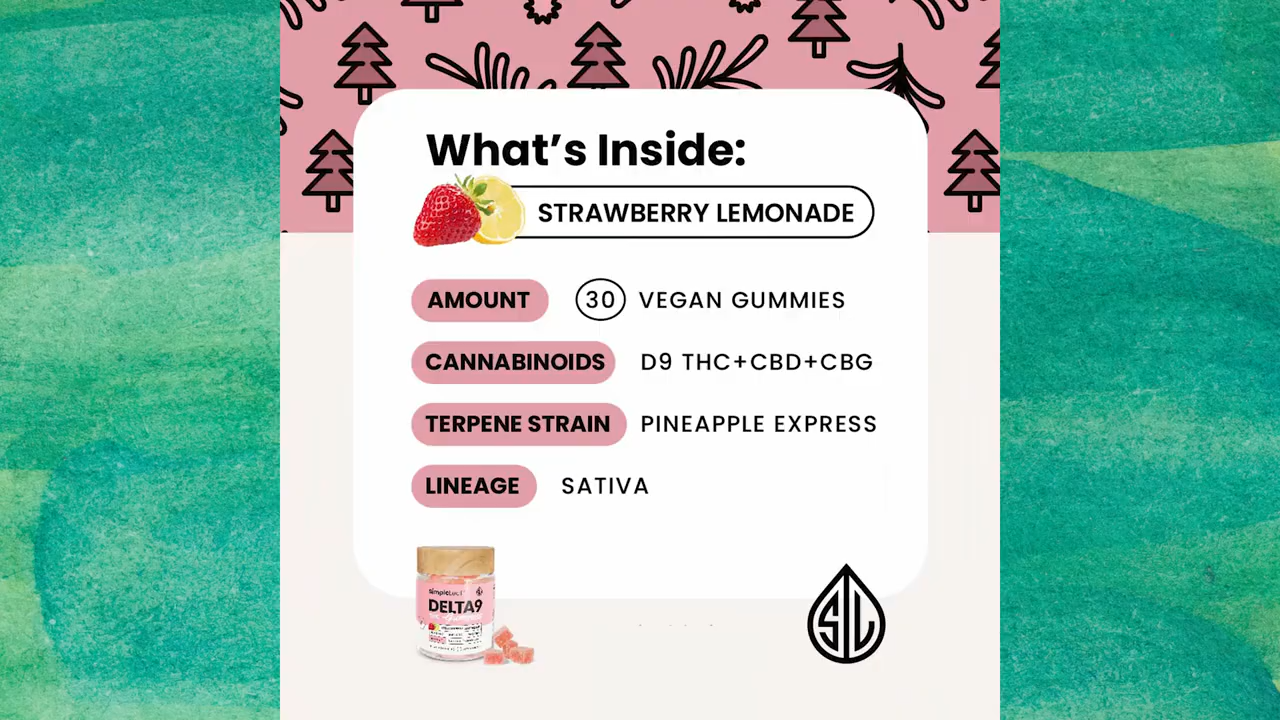 What's Inside:
STRAWBERRY LEMONADE
AMOUNT 30 VEGAN GUMMIES
CANNABINOIDS D9 THC+CBD+CBG
TERPENE STRAIN PINEAPPLE EXPRESS
LINEAGE SATIVA
DELTA9
SL